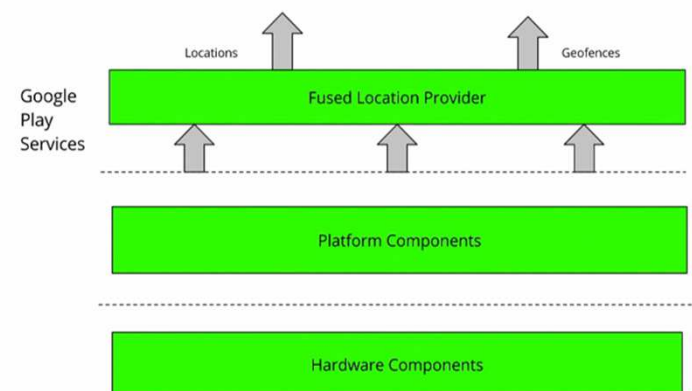 Locations
Geofences
Google
Play
Services
Fused Location Provider
Platform Components
Hardware Components